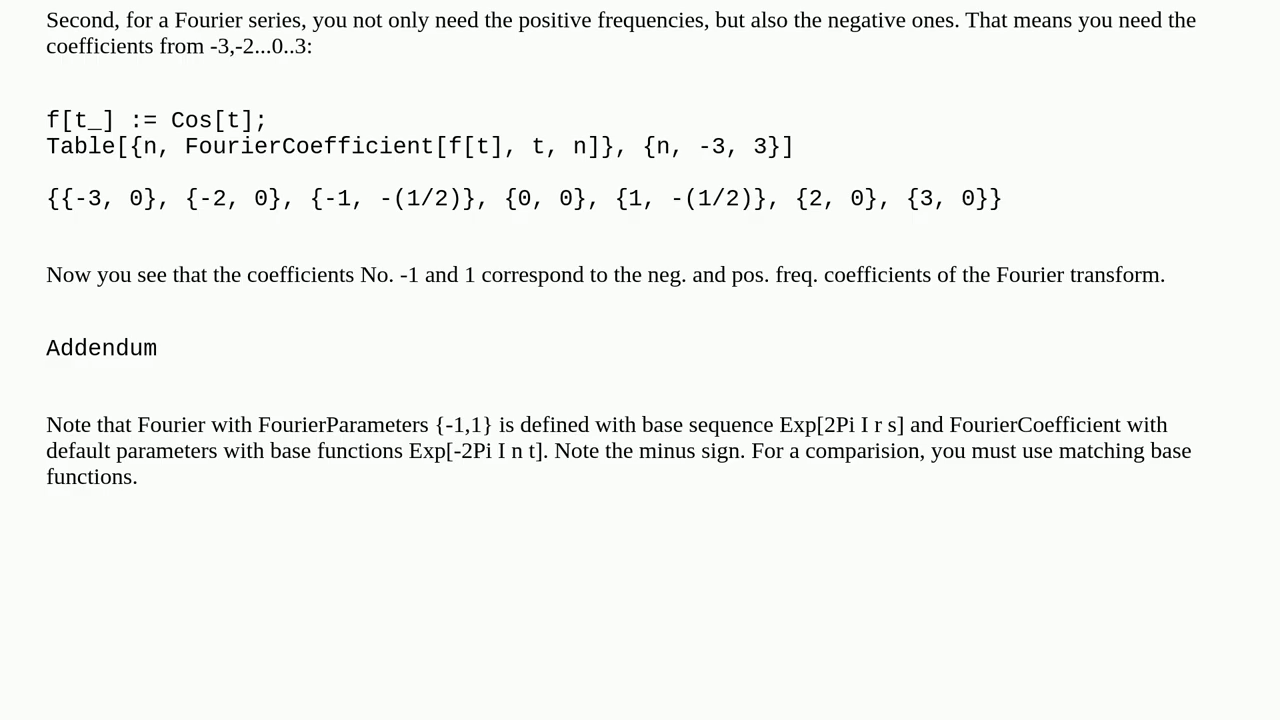 Second, for a Fourier series, you not only need the positive frequencies, but also the negative ones. That means you need the
coefficients from -3,-2...0..3:
f[t_] := Cos[t];
Table[{n, FourierCoefficient[f[t], t, n]}, {n, -3, 3}]
{{-3, 0}, {-2, 0}, {-1, -(1/2)}, {0, 0}, {1, -(1/2)}, {2, 0}, {3, 0}}
Now you see that the coefficients No. -1 and 1 correspond to the neg. and pos. freq. coefficients of the Fourier transform.
Addendum
Note that Fourier with FourierParameters {-1,1} is defined with base sequence Exp[2Pi I r s] and FourierCoefficient with
default parameters with base functions Exp[-2Pi I n t]. Note the minus sign. For a comparision, you must use matching base
functions.